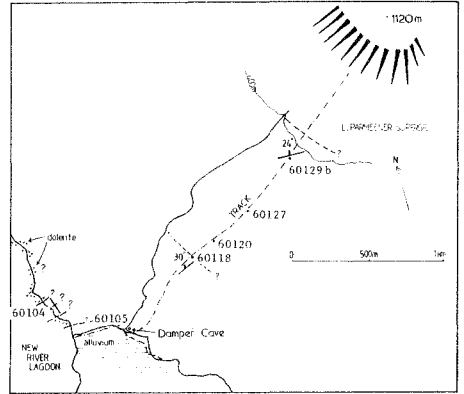 1120m
L. PARMEENER SUPRGP.
?
24
N
60129b
TRACK
60127
0 500m 1km
60120
30
60118
?
dolerite
?
? ? ?
60104
60105
Damper Cave
alluvium
NEW
RIVER
LAGOON